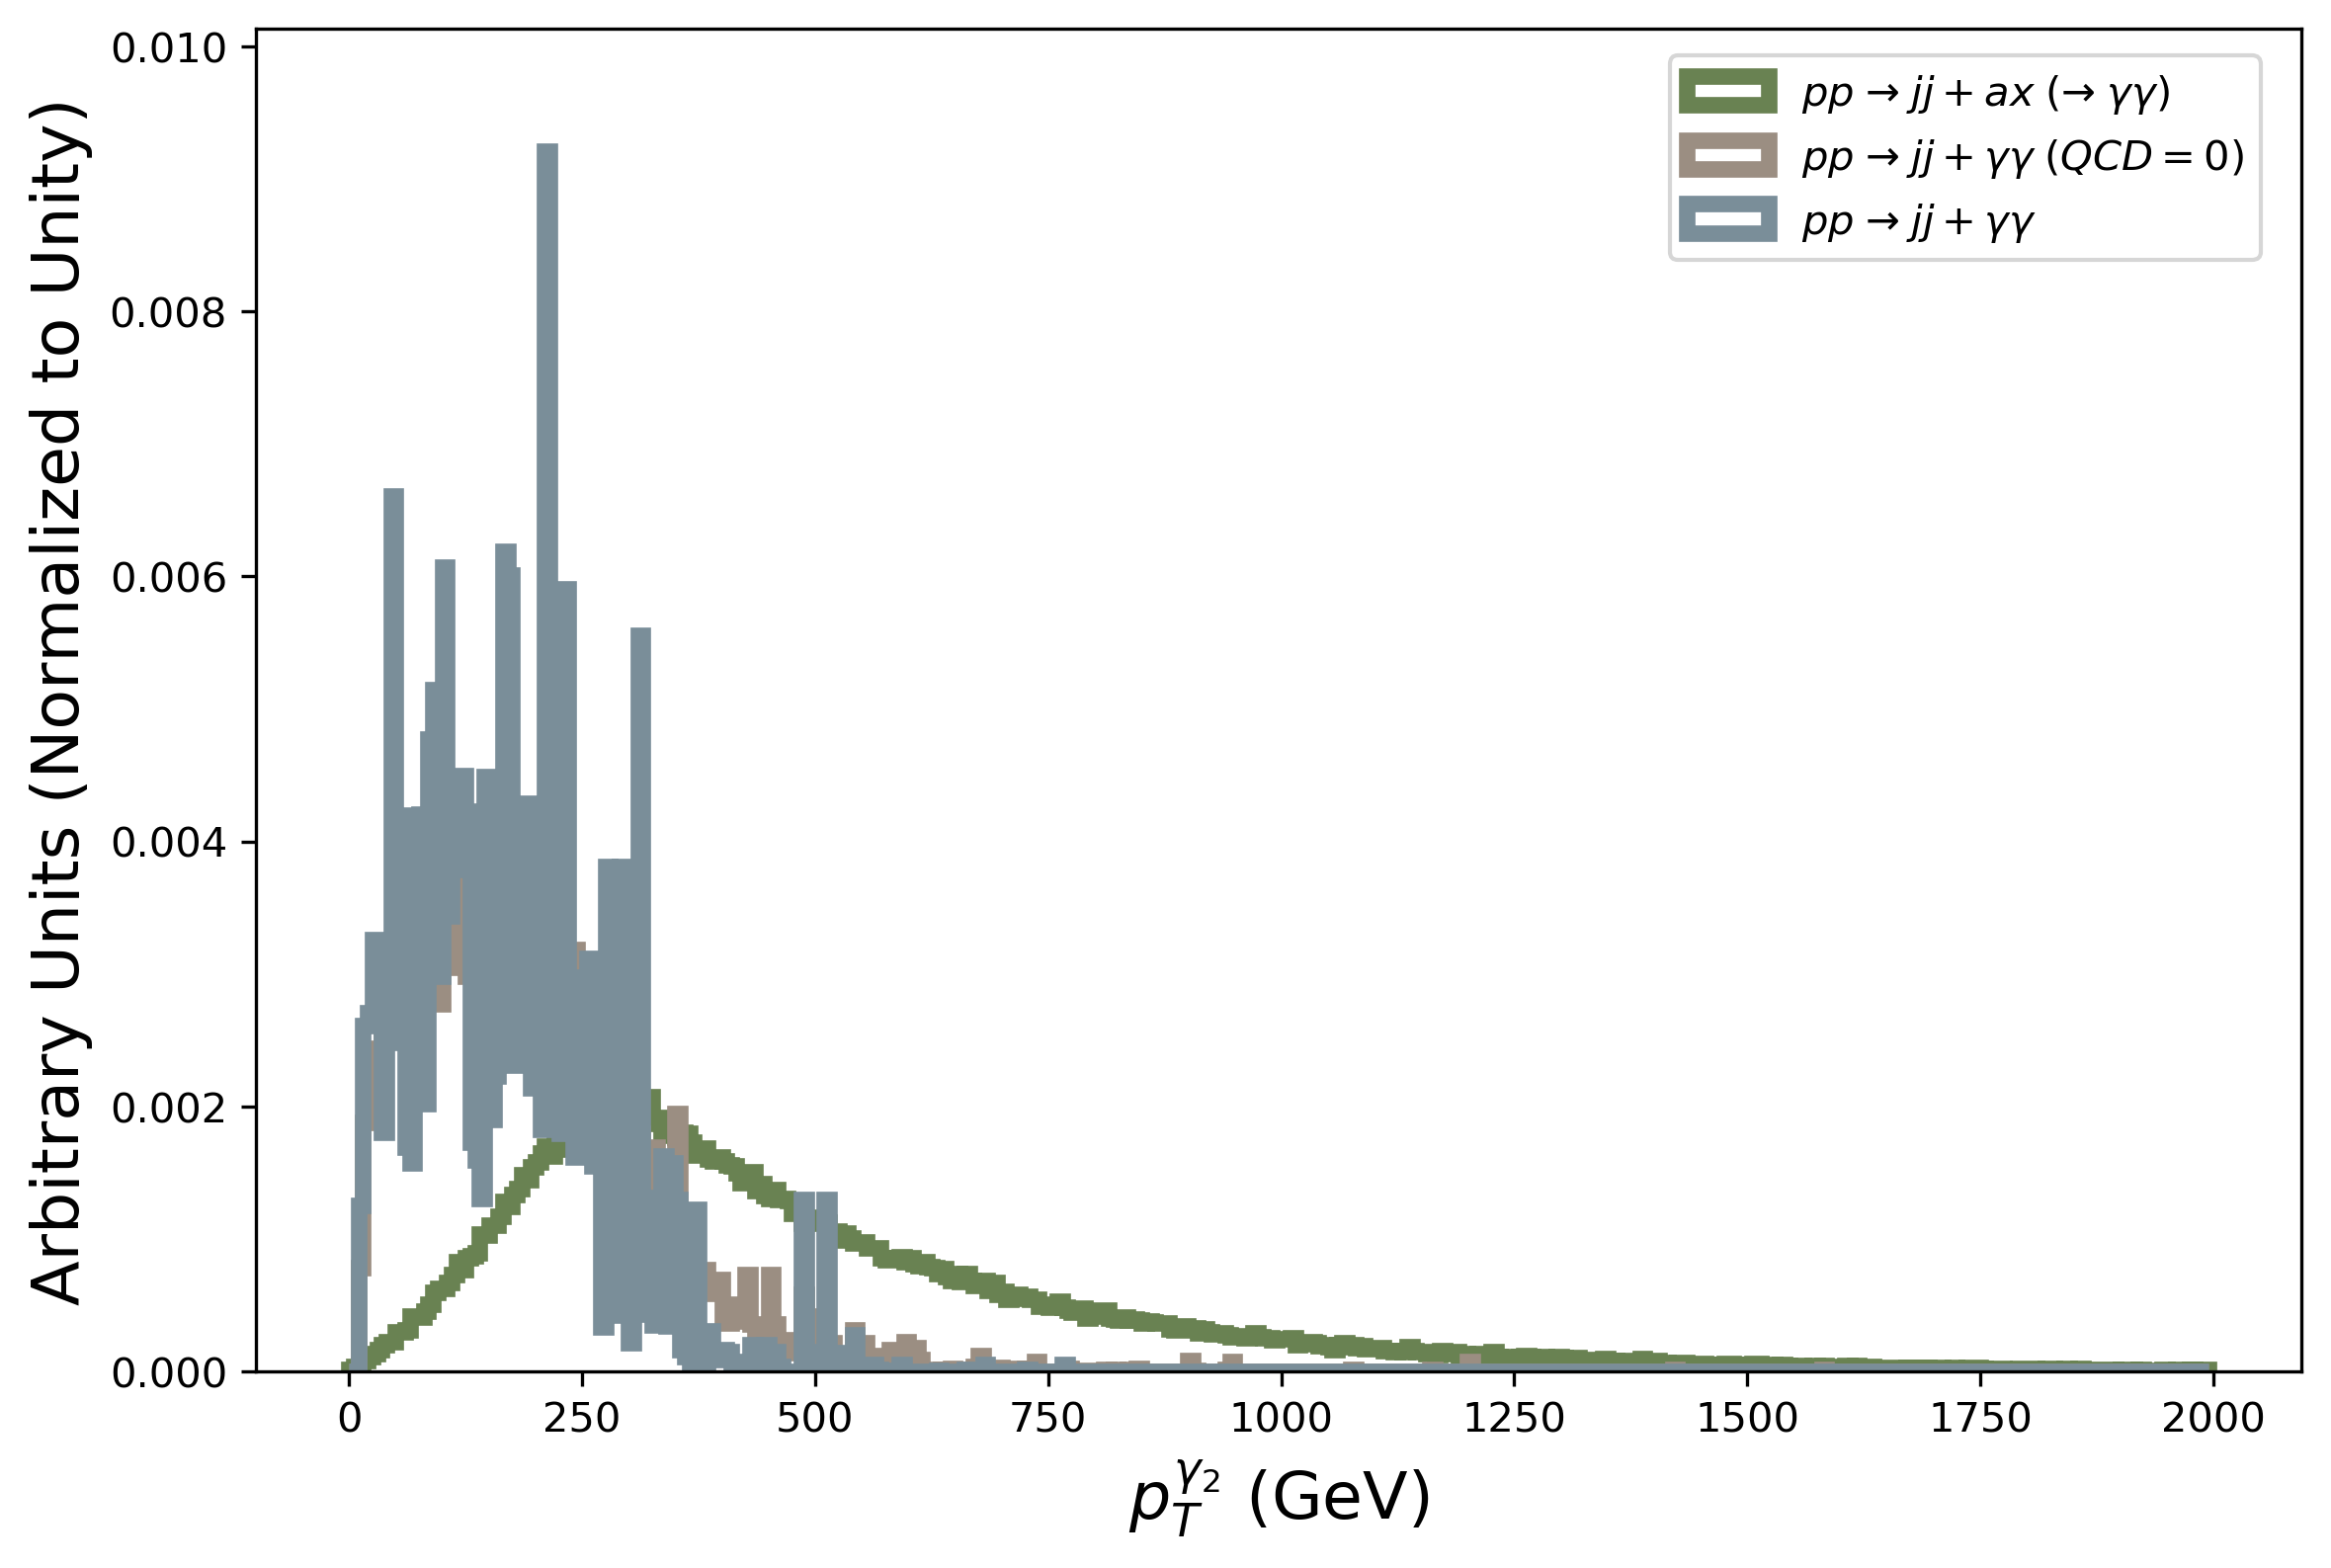 Arbitrary Units (Normalized to Unity)
0.010
0.008
0.006
0.004
0.002
0.000
pp → jj + ax (→ γγ)
pp → jj + γγ (QCD = 0)
pp → jj + γγ
0 250 500 750 1000 1250 1500 1750 2000
p_T^{γ_2} (GeV)